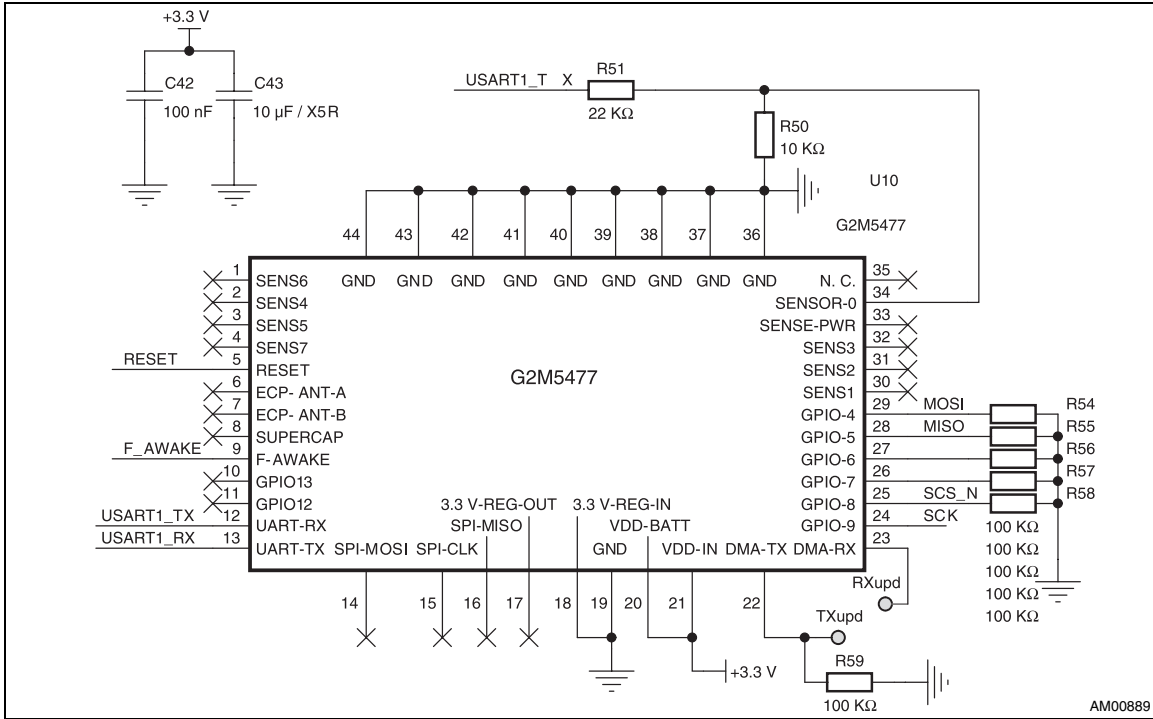 +3.3 V
C42
100 nF
C43
10 µF / X5R
USART1_T X
R51
22 KΩ
R50
10 KΩ
U10
G2M5477
44 43 42 41 40 39 38 37 36
GND GND GND GND GND GND GND GND GND
1 SENS6
2 SENS4
3 SENS5
4 SENS7
RESET 5 RESET
6 ECP- ANT-A
7 ECP- ANT-B
8 SUPERCAP
F_AWAKE 9 F-AWAKE
10 GPIO13
11 GPIO12
USART1_TX 12 UART-RX
USART1_RX 13 UART-TX
G2M5477
N. C. 35
SENSOR-0 34
SENSE-PWR 33
SENS3 32
SENS2 31
SENS1 30
GPIO-4 29 MOSI R54
GPIO-5 28 MISO R55
GPIO-6 27 R56
GPIO-7 26 R57
GPIO-8 25 SCS_N R58
GPIO-9 24 SCK
DMA-RX 23
100 KΩ
100 KΩ
100 KΩ
100 KΩ
100 KΩ
3.3 V-REG-OUT 3.3 V-REG-IN
SPI-MISO VDD-BATT
SPI-MOSI SPI-CLK GND VDD-IN DMA-TX
14 15 16 17 18 19 20 21 22
RXupd
TXupd
+3.3 V
R59
100 KΩ
AM00889